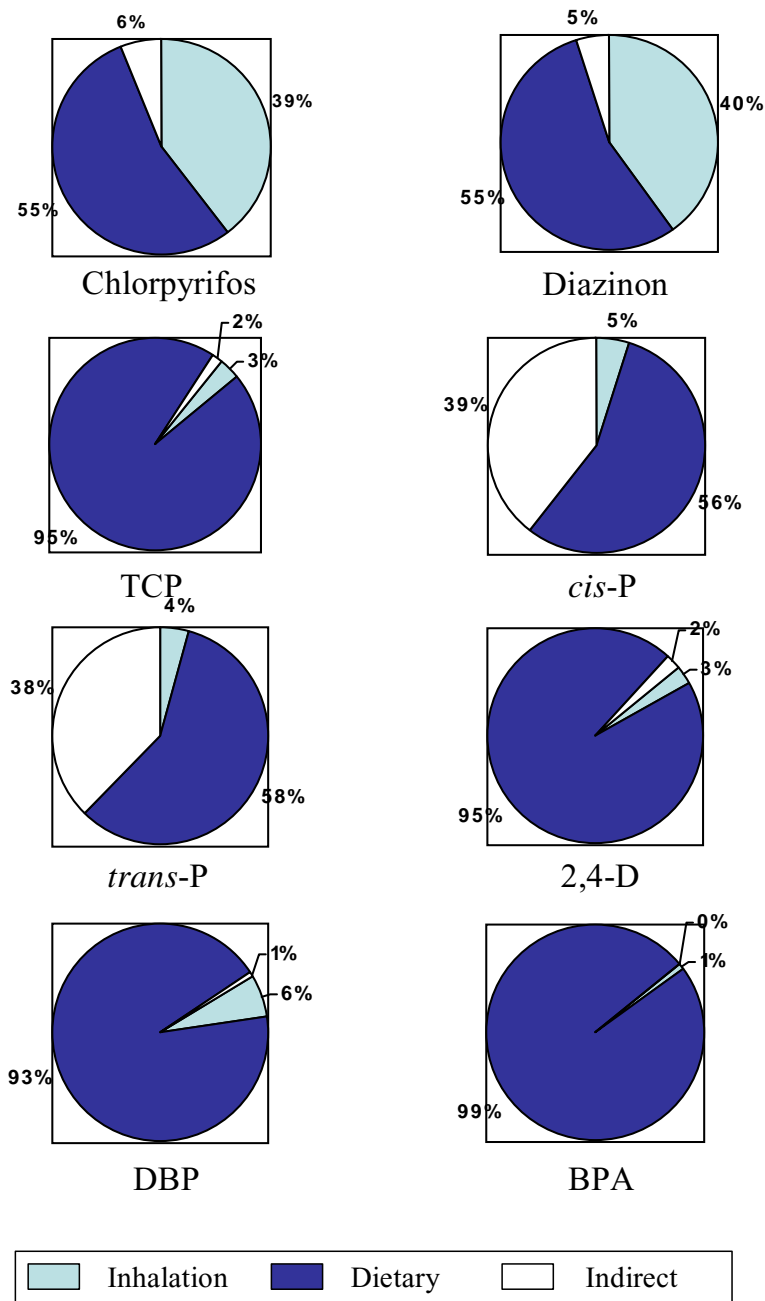 6%
39%
55%
Chlorpyrifos
5%
40%
55%
Diazinon
2%
3%
95%
TCP
5%
39%
56%
cis-P
4%
38%
58%
trans-P
2%
3%
95%
2,4-D
1%
6%
93%
DBP
0%
1%
99%
BPA
Inhalation Dietary Indirect